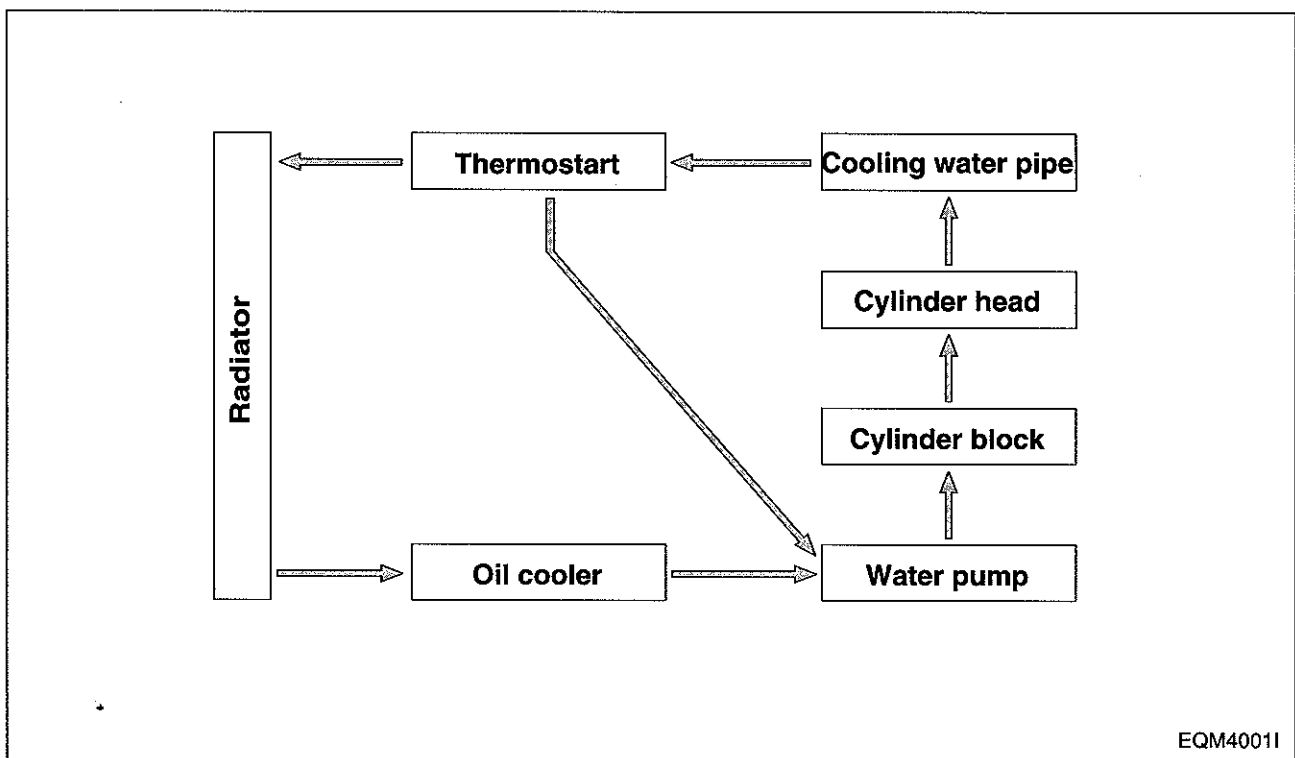 Thermostart
Cooling water pipe
Radiator
Cylinder head
Cylinder block
Oil cooler
Water pump
EQM4001I